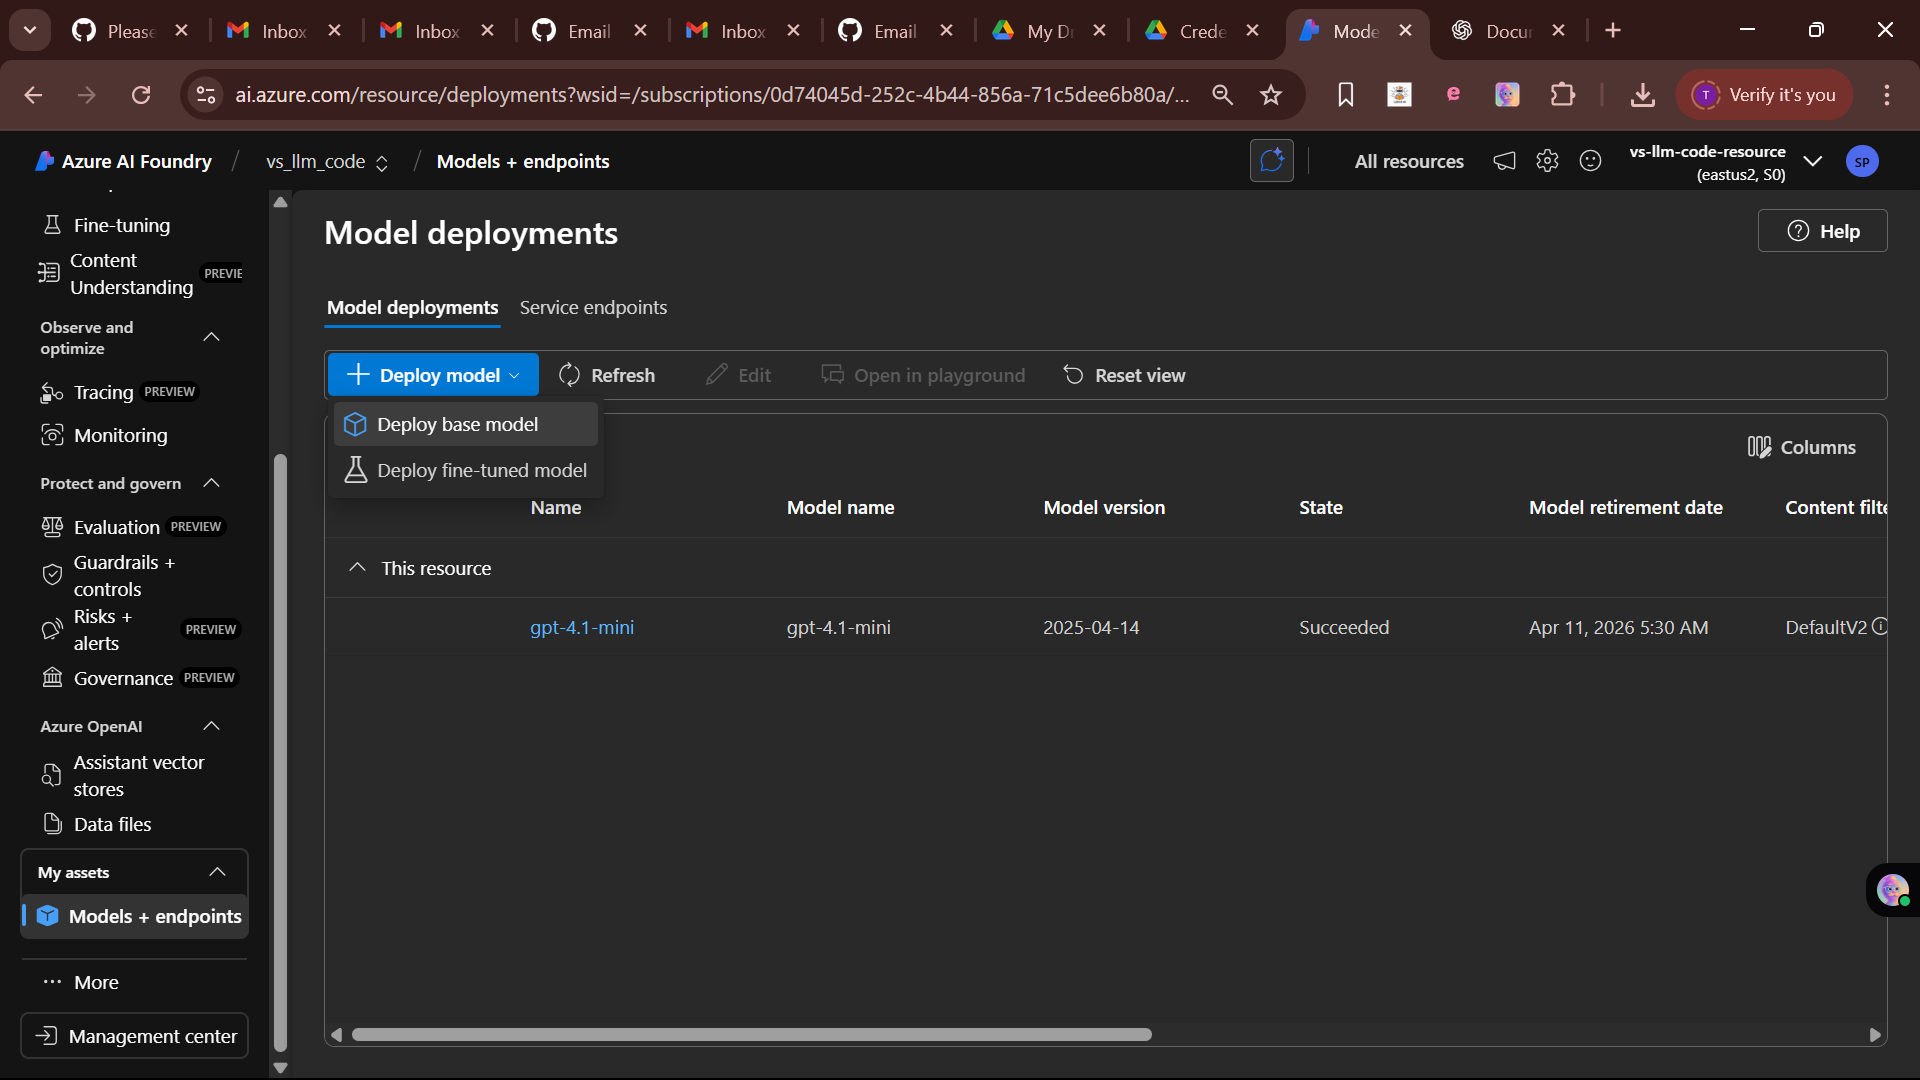 Please
Inbox
Inbox
Email
Inbox
Email
My Dr
Crede
Mode
Docur
ai.azure.com/resource/deployments?wsid=/subscriptions/0d74045d-252c-4b44-856a-71c5dee6b80a/...
T
Verify it's you
Azure AI Foundry / vs_llm_code / Models + endpoints
All resources
vs-llm-code-resource
(eastus2, S0)
SP
Fine-tuning
Content
Understanding
PREVIE
Observe and
optimize
Tracing PREVIEW
Monitoring
Protect and govern
Evaluation PREVIEW
Guardrails +
controls
Risks +
alerts
PREVIEW
Governance PREVIEW
Azure OpenAI
Assistant vector
stores
Data files
My assets
Models + endpoints
More
Management center
Model deployments
Help
Model deployments
Service endpoints
Deploy model
Refresh
Edit
Open in playground
Reset view
Deploy base model
Deploy fine-tuned model
Columns
Name
Model name
Model version
State
Model retirement date
Content filte
This resource
gpt-4.1-mini
gpt-4.1-mini
2025-04-14
Succeeded
Apr 11, 2026 5:30 AM
DefaultV2